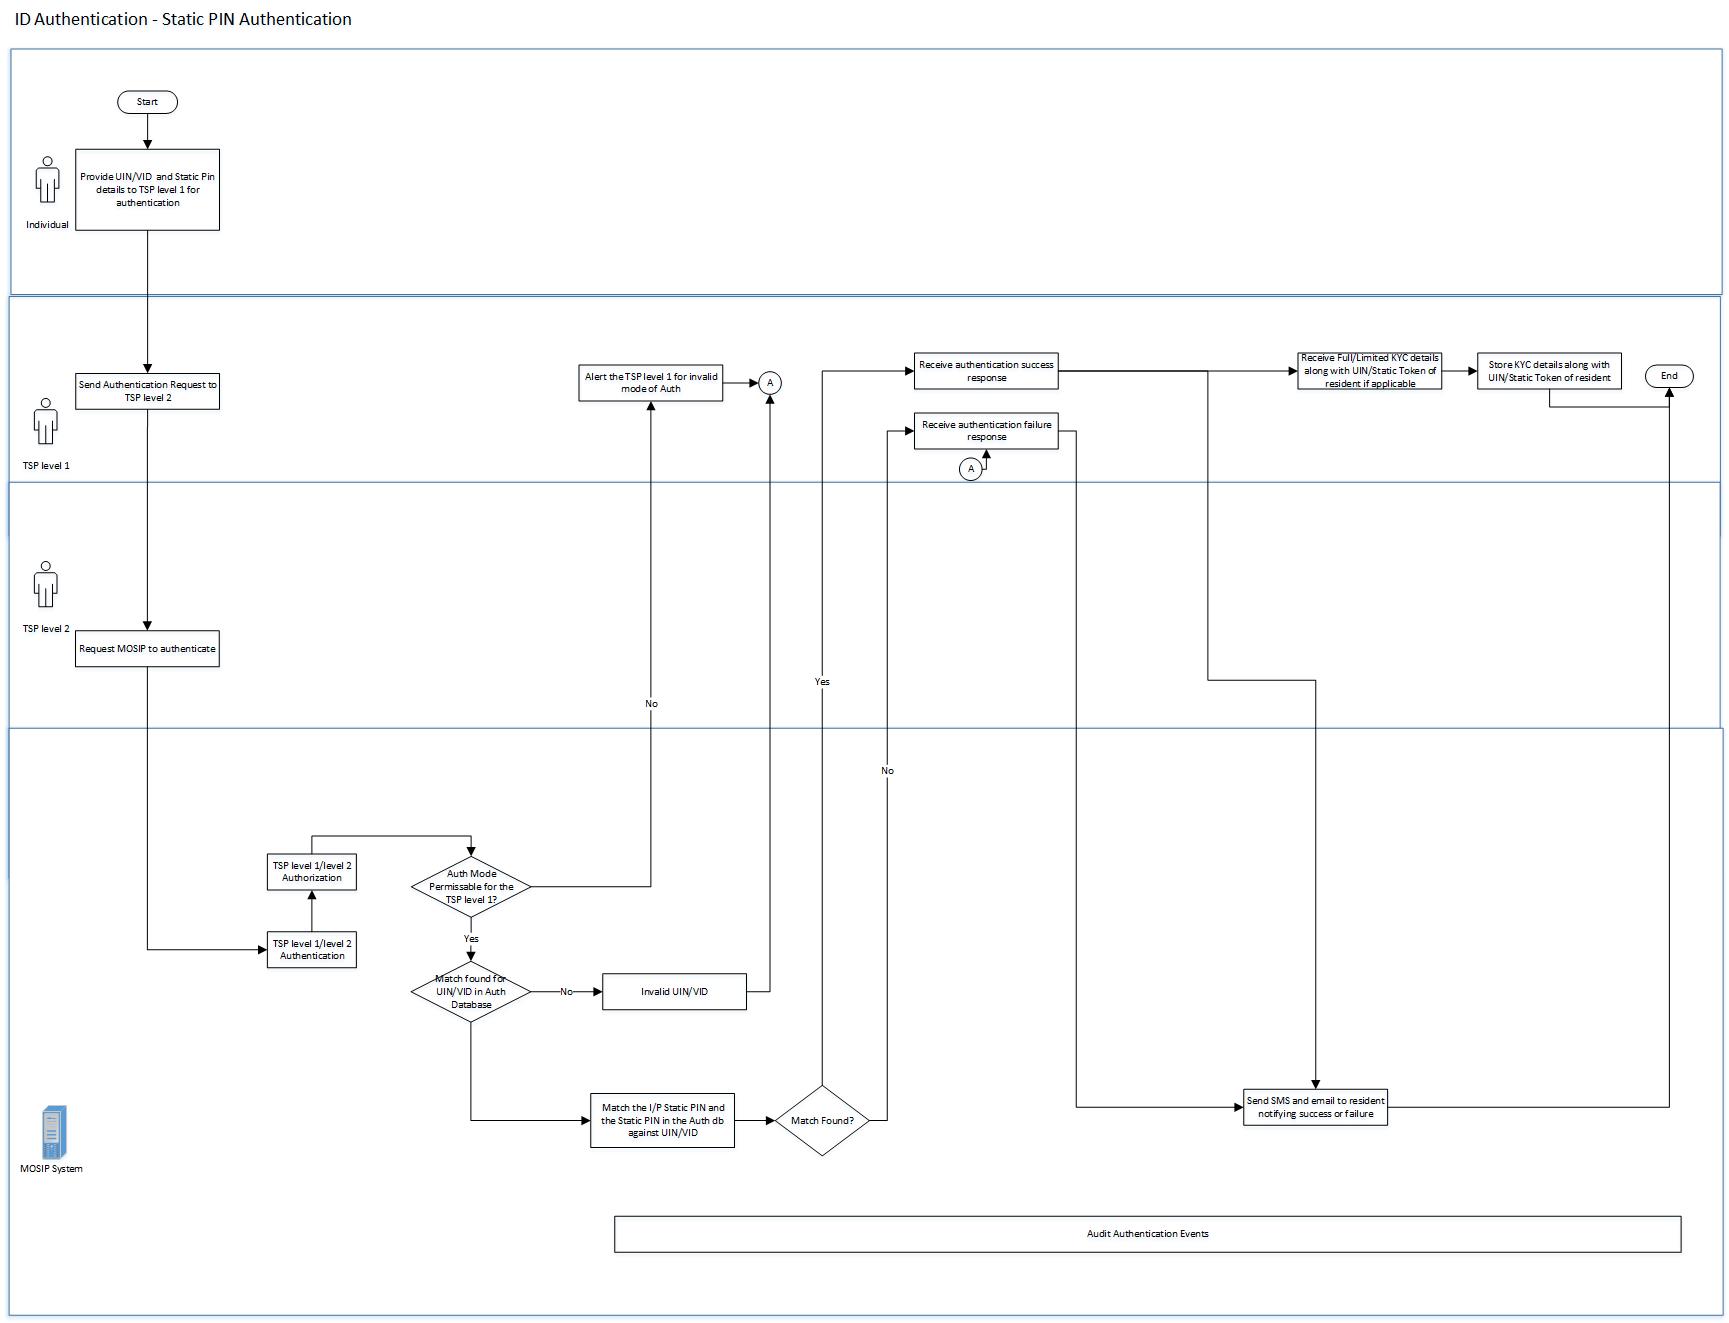 ID Authentication - Static PIN Authentication
Start
Provide UIN/VID and Static Pin
details to TSP level 1 for
authentication
Individual
Send Authentication Request to
TSP level 2
TSP level 1
Alert the TSP level 1 for invalid
mode of Auth
A
Receive authentication success
response
Receive authentication failure
response
A
Receive Full/Limited KYC details
along with UIN/Static Token of
resident if applicable
Store KYC details along with
UIN/Static Token of resident
End
TSP level 2
Request MOSIP to authenticate
Yes
No
No
TSP level 1/level 2
Authorization
TSP level 1/level 2
Authentication
Auth Mode
Permissable for the
TSP level 1?
Yes
Match found for
UIN/VID in Auth
Database
No
Invalid UIN/VID
Match the I/P Static PIN and
the Static PIN in the Auth db
against UIN/VID
Match Found?
Send SMS and email to resident
notifying success or failure
MOSIP System
Audit Authentication Events